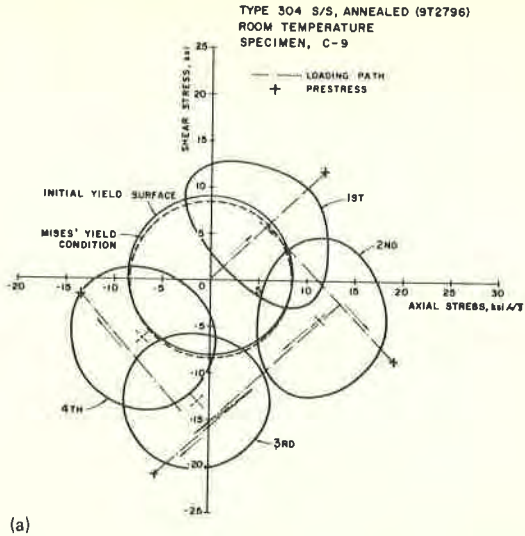 TYPE 304 S/S, ANNEALED (9T2796)
ROOM TEMPERATURE
SPECIMEN, C-9
SHEAR STRESS, ksi
LOADING PATH
+ PRESTRESS
INITIAL YIELD SURFACE
MISES' YIELD
CONDITION
1ST
2ND
3RD
4TH
25
20
15
10
5
0
-5
-10
-15
-20
-25
-20
-15
-10
-5
0
5
10
15
20
25
30
AXIAL STRESS, ksi /√3
(a)